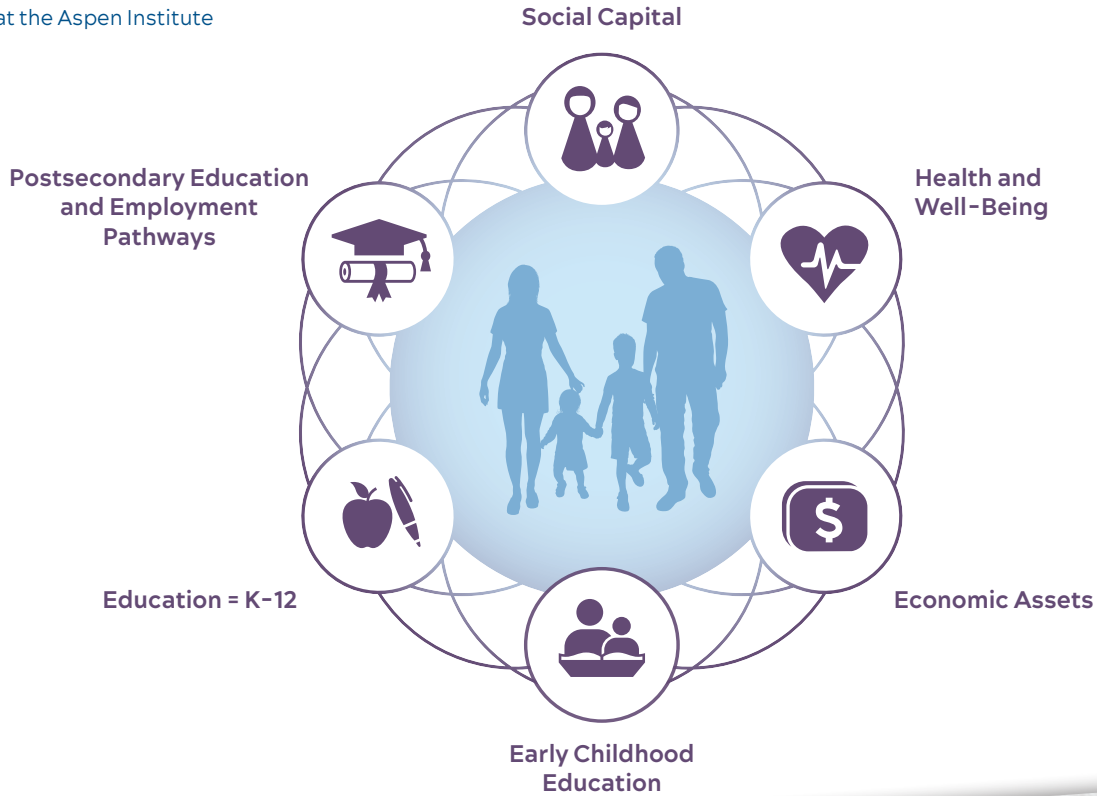 at the Aspen Institute
Social Capital
Postsecondary Education
and Employment
Pathways
Health and
Well-Being
$
Education = K-12
Economic Assets
Early Childhood
Education